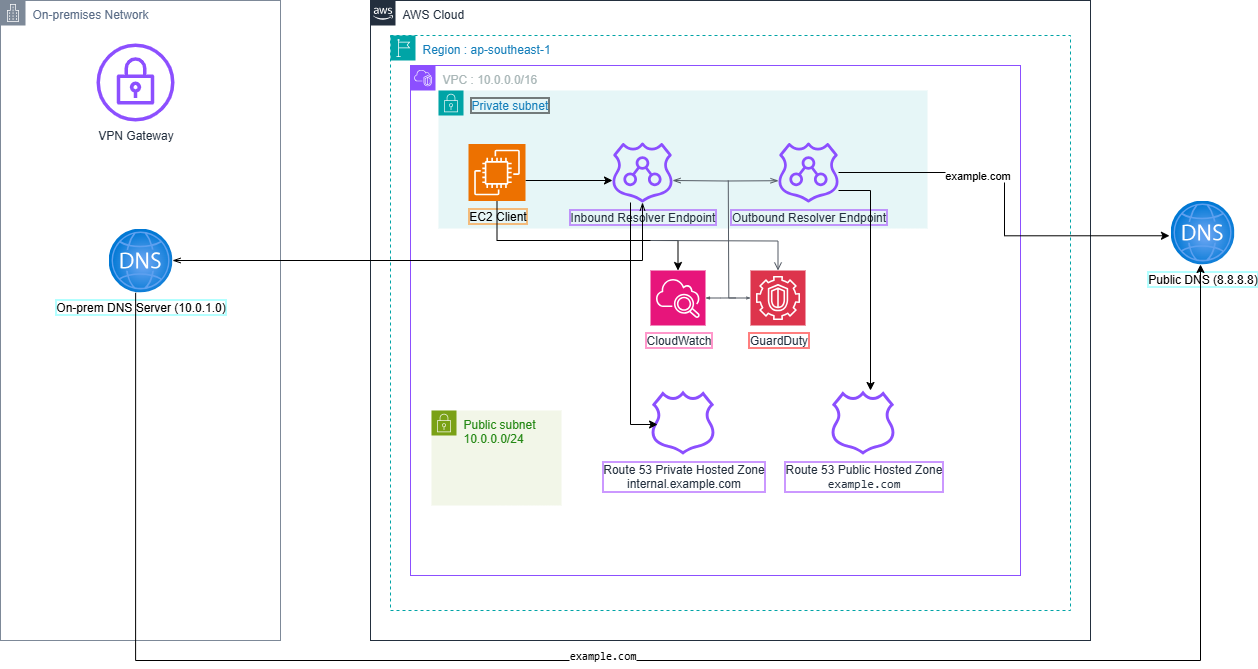 On-premises Network
VPN Gateway
DNS
On-prem DNS Server (10.0.1.0)
aws
AWS Cloud
Region : ap-southeast-1
VPC : 10.0.0.0/16
Private subnet
EC2 Client
Inbound Resolver Endpoint
Outbound Resolver Endpoint
example.com
DNS
Public DNS (8.8.8.8)
CloudWatch
GuardDuty
Public subnet
10.0.0.0/24
Route 53 Private Hosted Zone
internal.example.com
Route 53 Public Hosted Zone
example.com
example.com